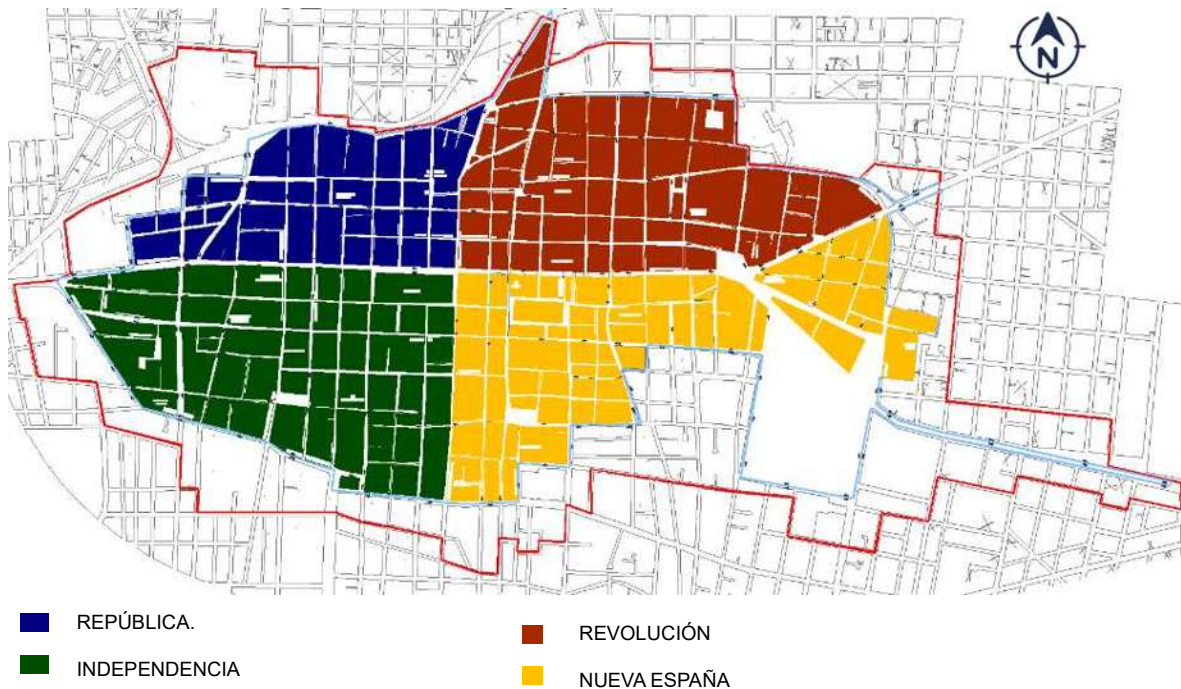 N
REPÚBLICA.
INDEPENDENCIA
REVOLUCIÓN
NUEVA ESPAÑA